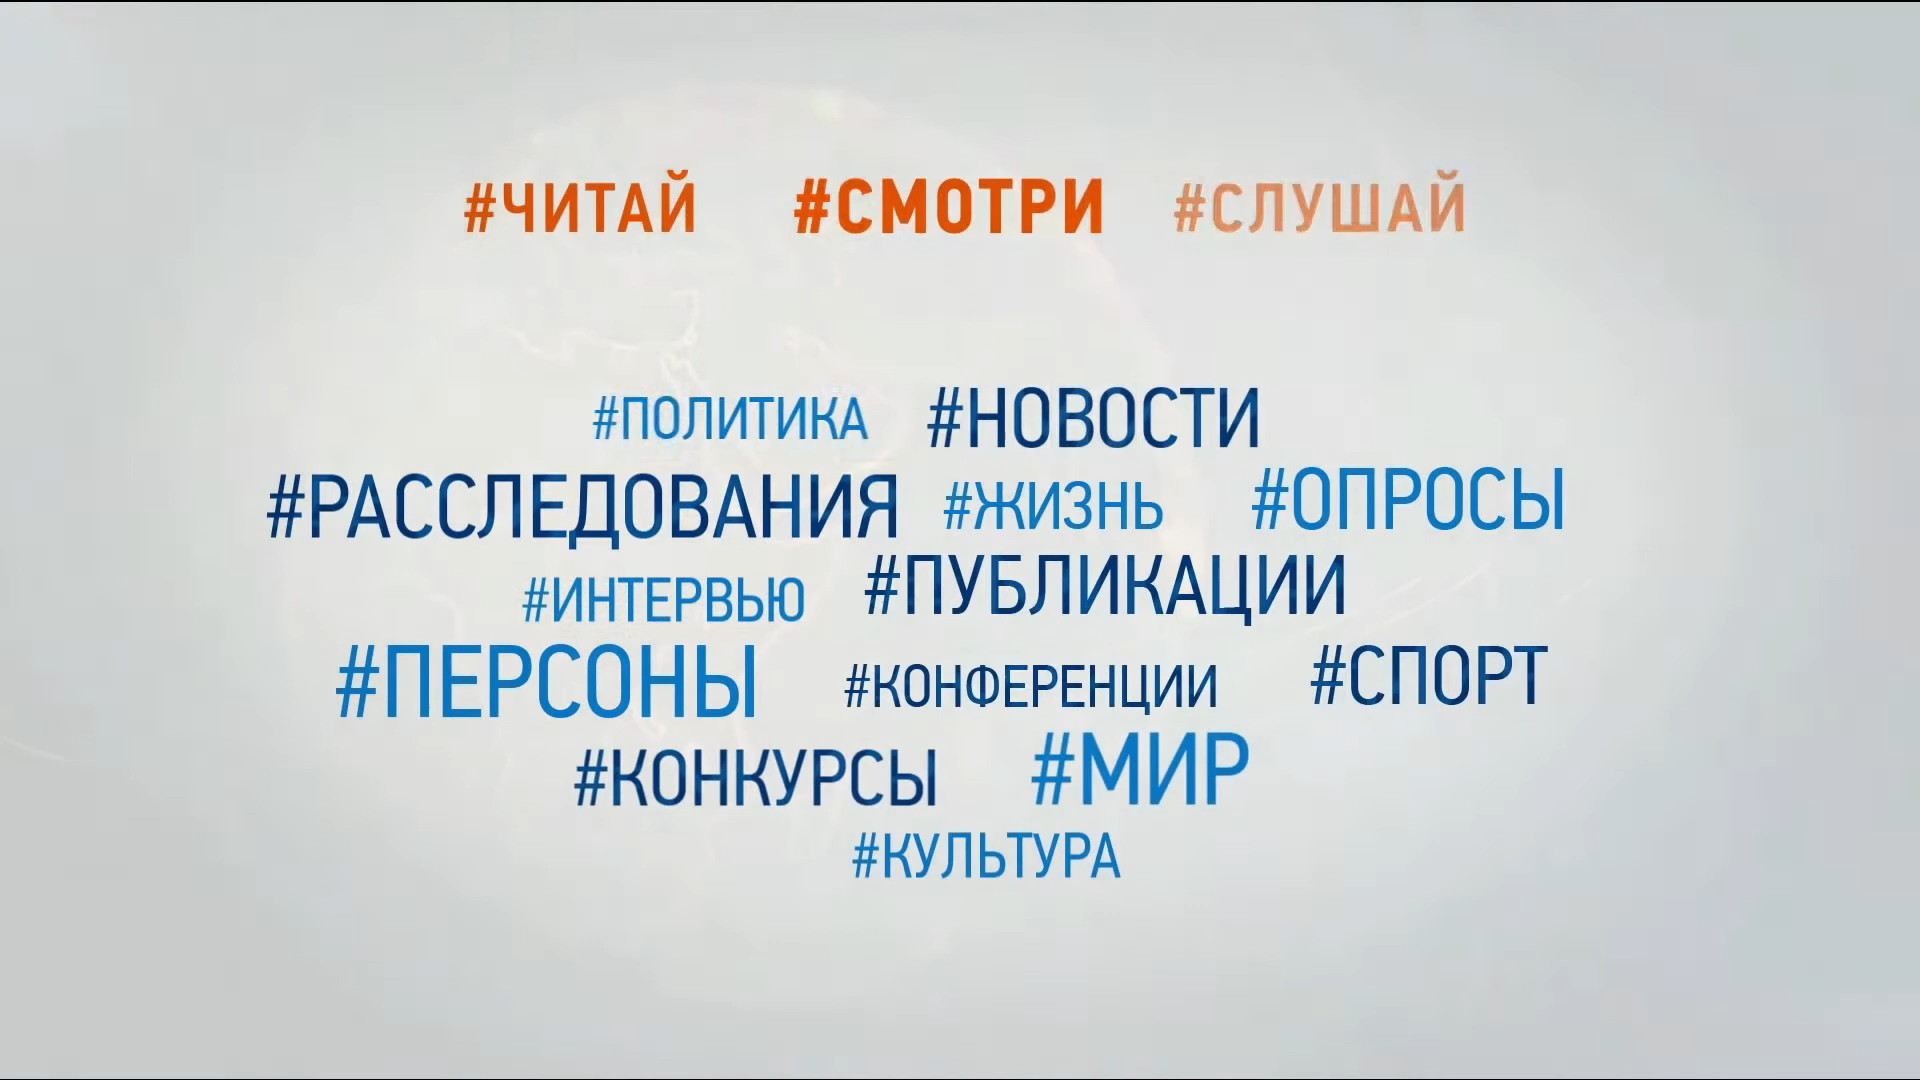 #ЧИТАЙ #СМОТРИ #СЛУШАЙ
#ПОЛИТИКА #НОВОСТИ
#РАССЛЕДОВАНИЯ #ЖИЗНЬ #ОПРОСЫ
#ИНТЕРВЬЮ #ПУБЛИКАЦИИ
#ПЕРСОНЫ #КОНФЕРЕНЦИИ #СПОРТ
#КОНКУРСЫ #МИР
#КУЛЬТУРА